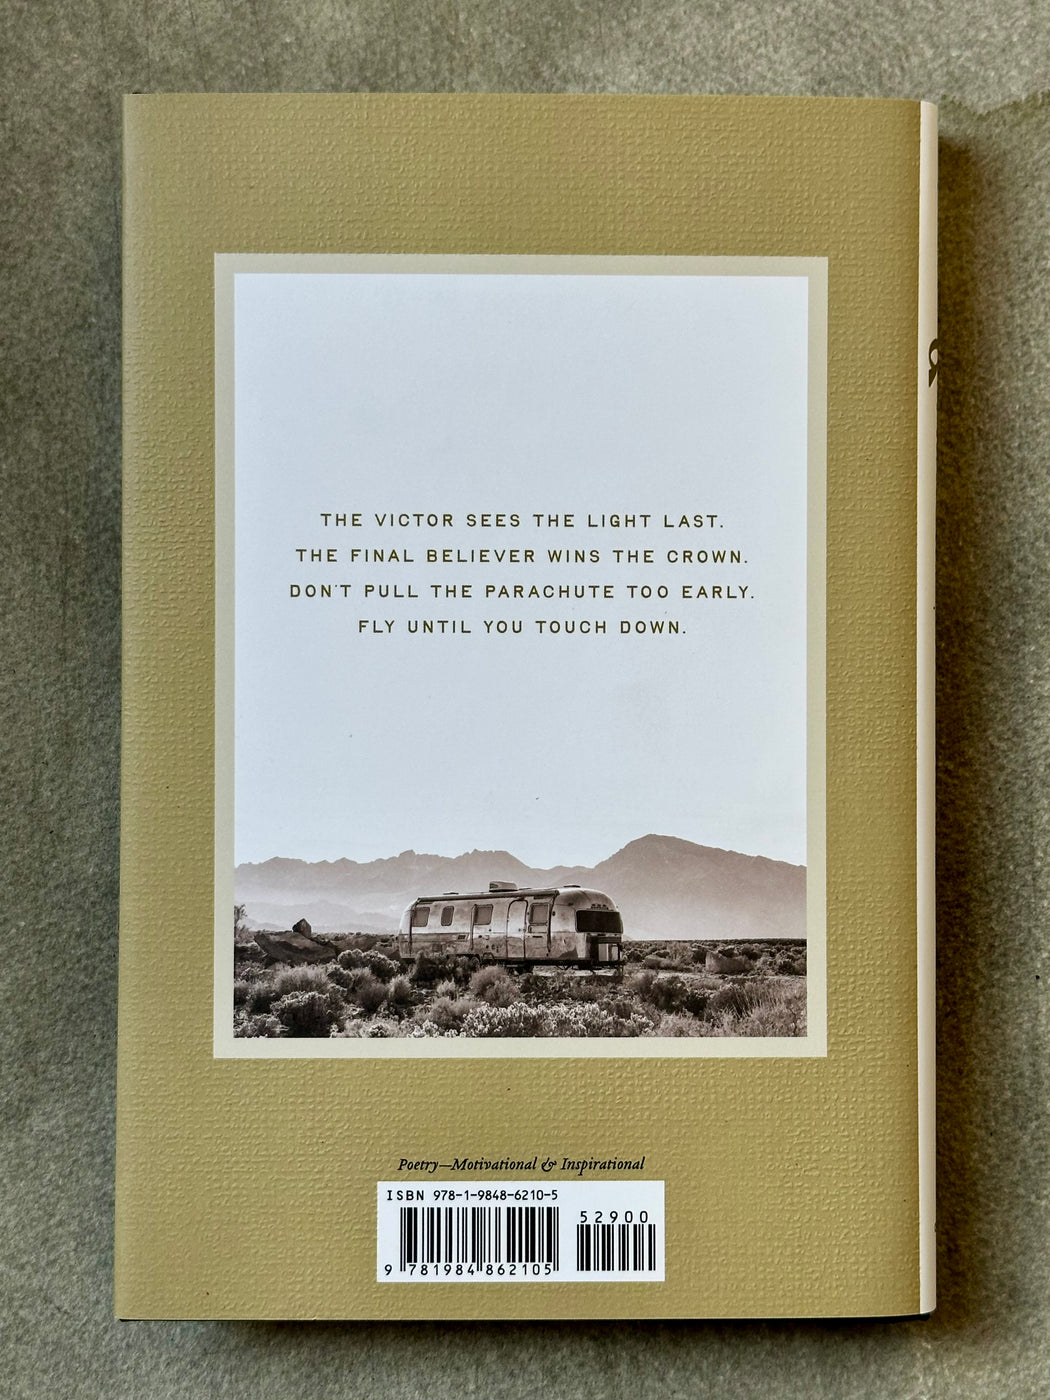 THE VICTOR SEES THE LIGHT LAST.
THE FINAL BELIEVER WINS THE CROWN.
DON'T PULL THE PARACHUTE TOO EARLY.
FLY UNTIL YOU TOUCH DOWN.
&
Poetry—Motivational & Inspirational
ISBN 978-1-9848-6210-5
52900
9 781984 862105